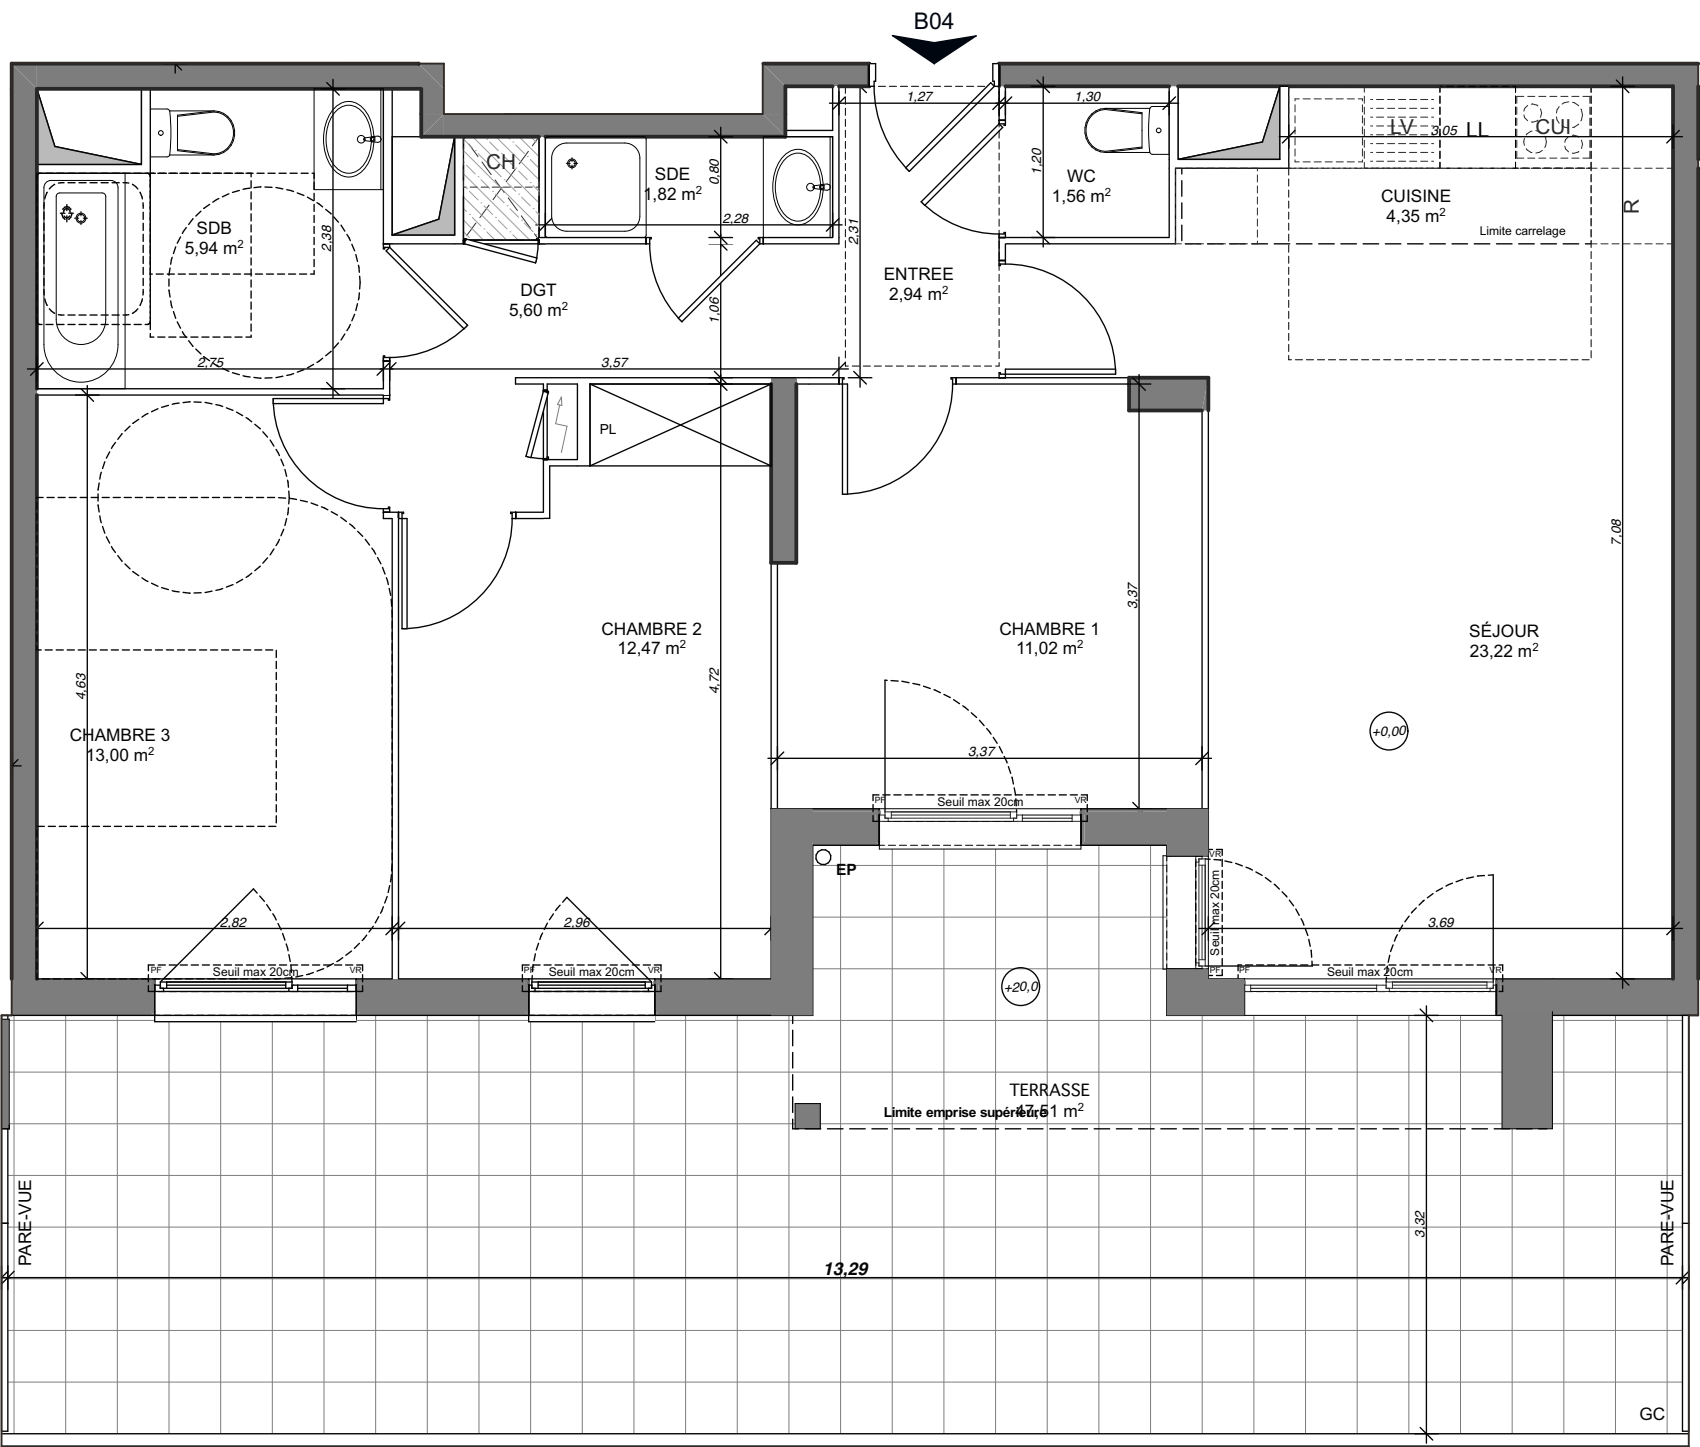 B04
1,27
1,30
LV
3,05
LL
CUI
CH
SDE
1,82 m²
0,80
1,20
WC
1,56 m²
CUISINE
4,35 m²
R
SDB
5,94 m²
2,38
2,28
2,31
Limite carrelage
DGT
5,60 m²
1,06
ENTREE
2,94 m²
2,75
3,57
PL
7,08
3,37
CHAMBRE 2
12,47 m²
CHAMBRE 1
11,02 m²
SÉJOUR
23,22 m²
4,63
4,72
CHAMBRE 3
13,00 m²
+0,00
3,37
PF
Seuil max 20cm
VR
EP
VR
Seuil max 20cm
PF
2,82
2,96
3,69
PF
Seuil max 20cm
VR
PF
Seuil max 20cm
VR
PF
Seuil max 20cm
VR
+20,0
TERRASSE
47,51 m²
Limite emprise supérieure
PARE-VUE
PARE-VUE
3,32
13,29
GC